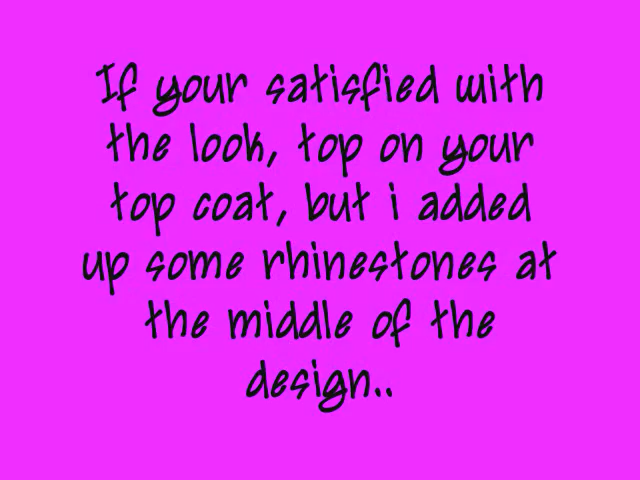 If your satisfied with
the look, top on your
top coat, but i added
up some rhinestones at
the middle of the
design..